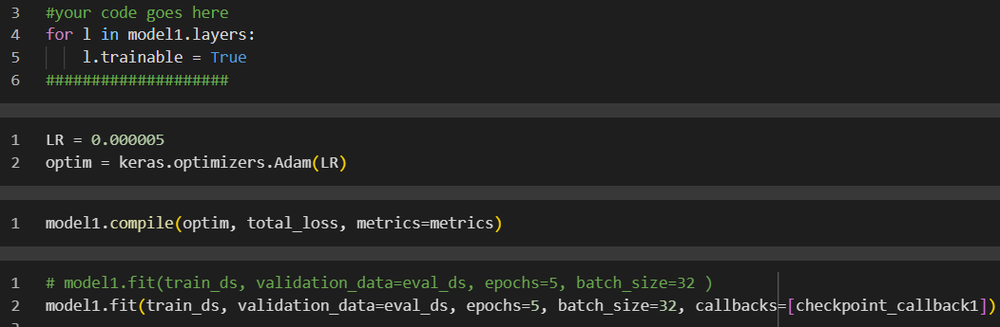 3 #your code goes here
4 for l in model1.layers:
5 l.trainable = True
6 ####################
1 LR = 0.000005
2 optim = keras.optimizers.Adam(LR)
1 model1.compile(optim, total_loss, metrics=metrics)
1 # model1.fit(train_ds, validation_data=eval_ds, epochs=5, batch_size=32 )
2 model1.fit(train_ds, validation_data=eval_ds, epochs=5, batch_size=32, callbacks=[checkpoint_callback1])